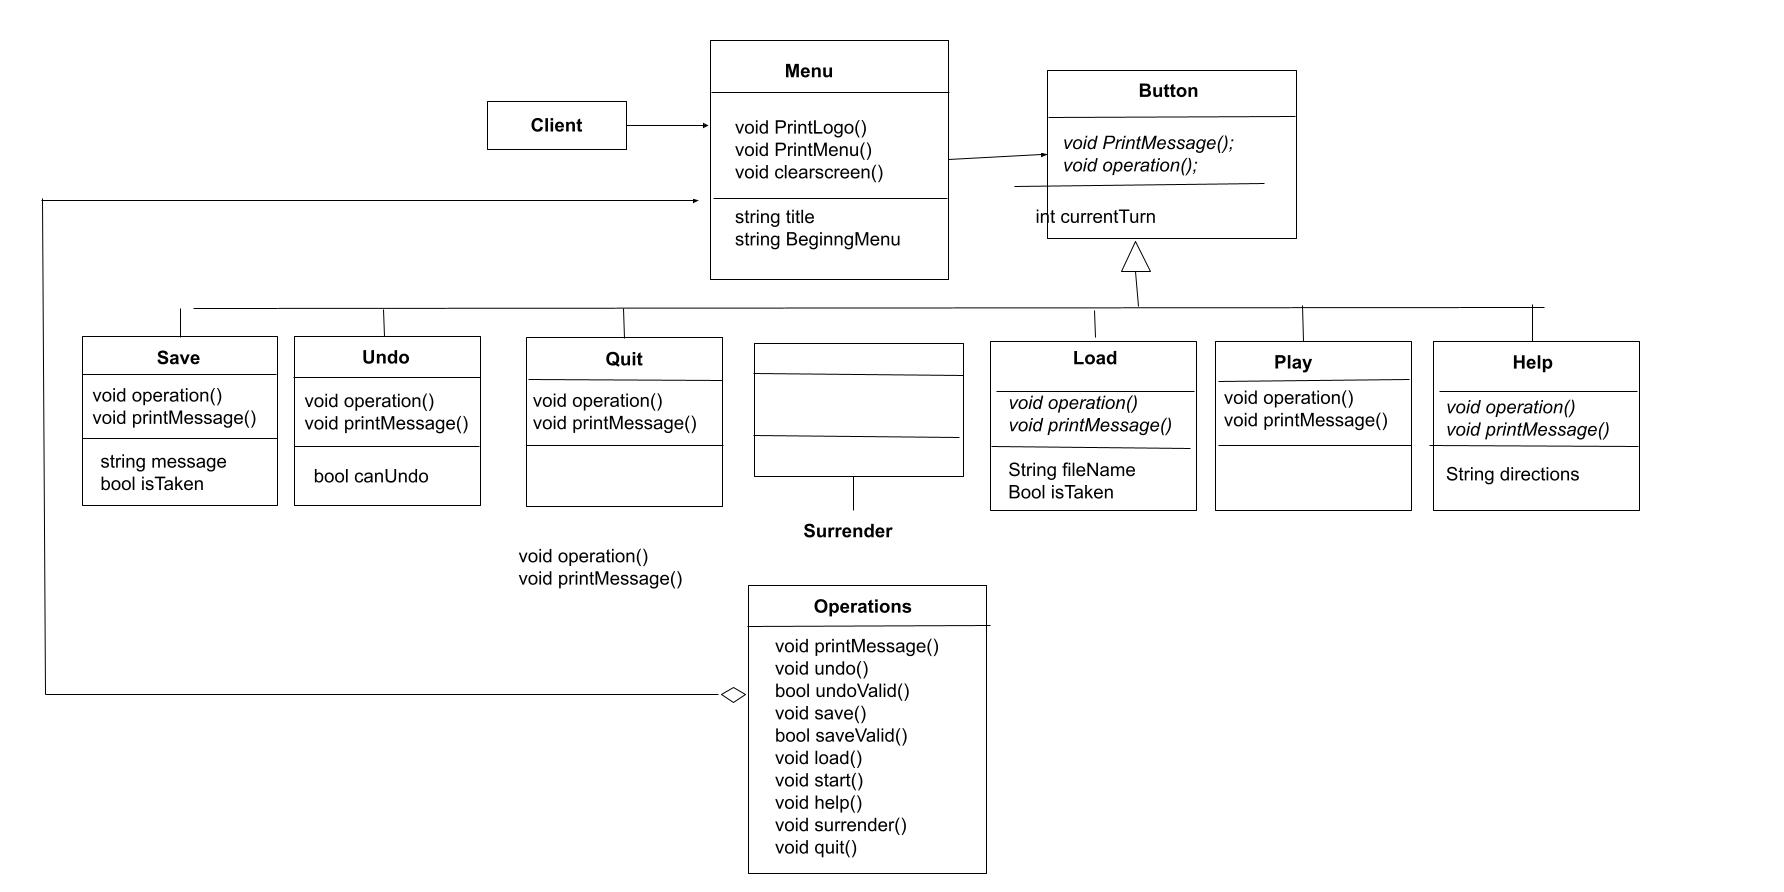 Menu
void PrintLogo()
void PrintMenu()
void clearscreen()
string title
string BeginngMenu
Client
Button
void PrintMessage();
void operation();
int currentTurn
Save
void operation()
void printMessage()
string message
bool isTaken
Undo
void operation()
void printMessage()
bool canUndo
Quit
void operation()
void printMessage()
Load
void operation()
void printMessage()
String fileName
Bool isTaken
Play
void operation()
void printMessage()
Help
void operation()
void printMessage()
String directions
Surrender
void operation()
void printMessage()
Operations
void printMessage()
void undo()
bool undoValid()
void save()
bool saveValid()
void load()
void start()
void help()
void surrender()
void quit()